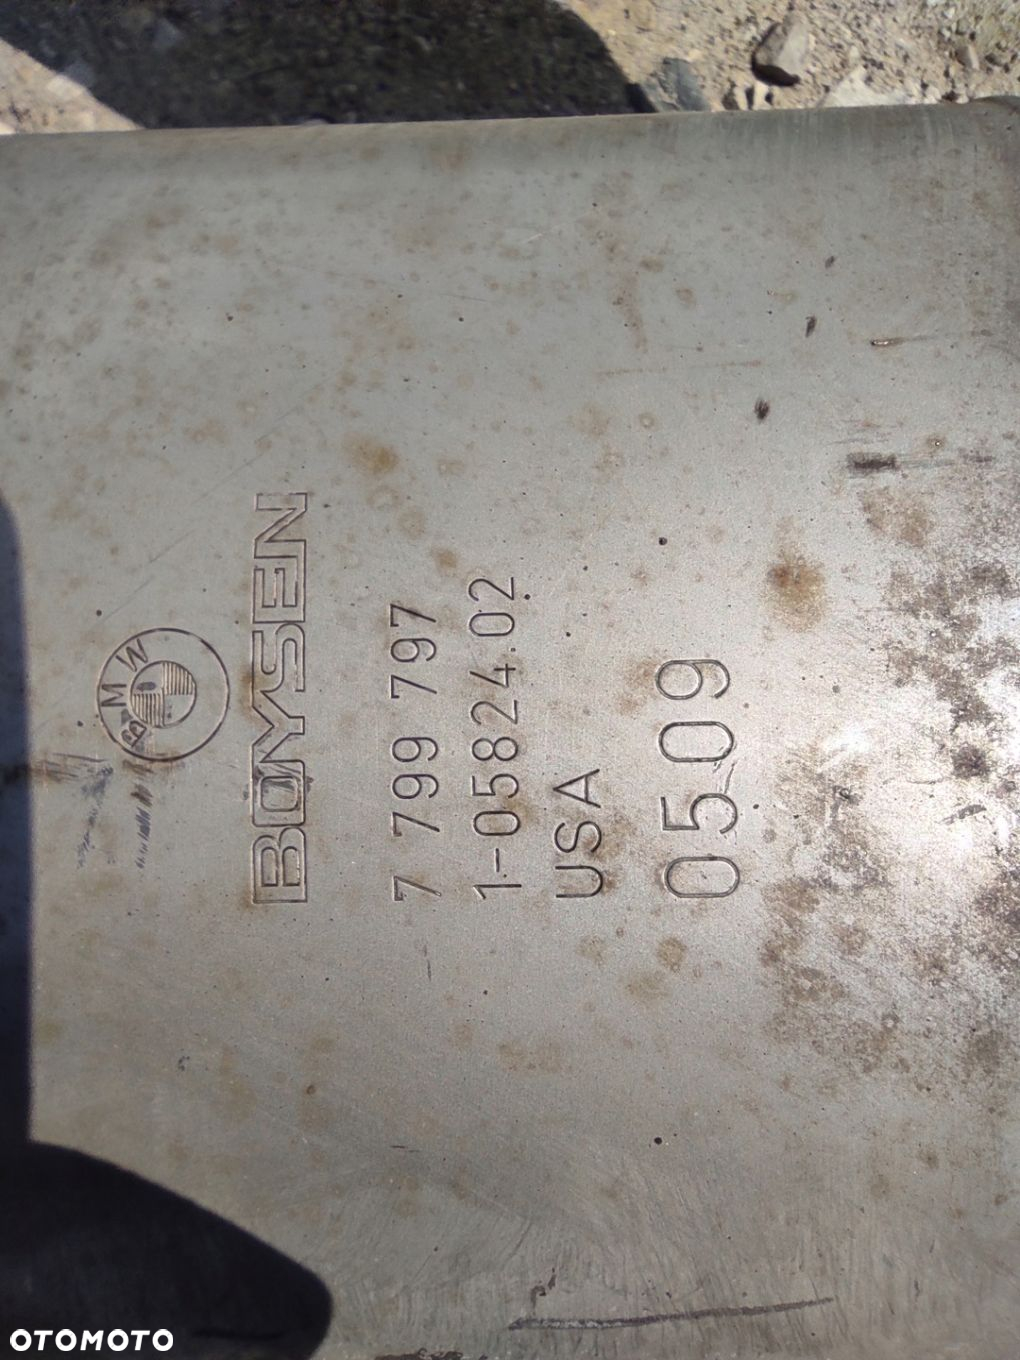 BMW
BOYSEN
7 799 797
1-05824.02
USA
0509
OTOMOTO